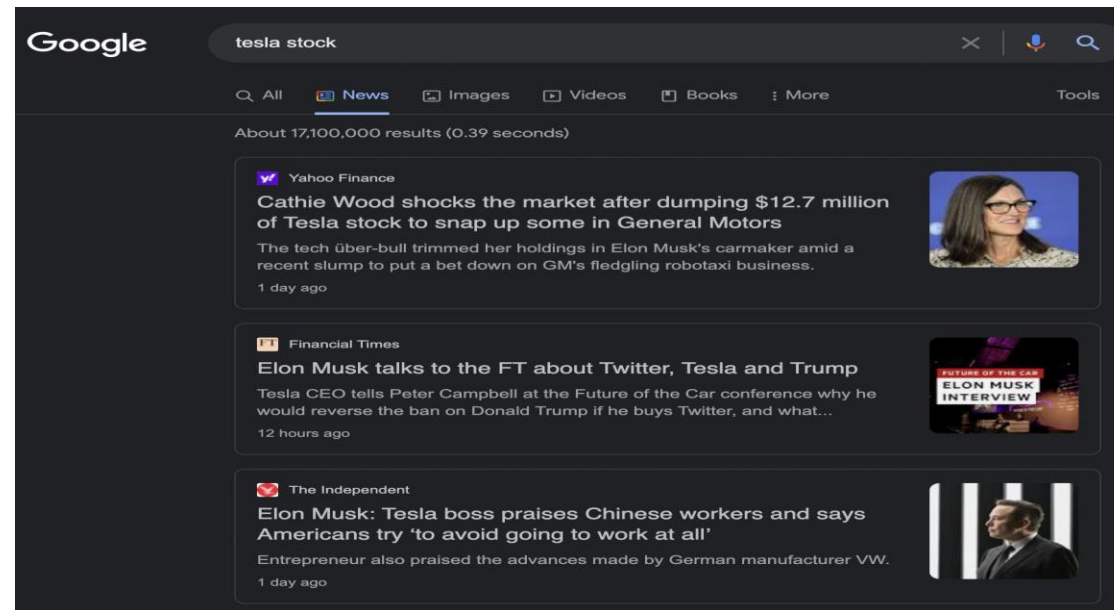 Google
tesla stock
All News Images Videos Books More Tools
About 17,100,000 results (0.39 seconds)
Yahoo Finance
Cathie Wood shocks the market after dumping $12.7 million
of Tesla stock to snap up some in General Motors
The tech über-bull trimmed her holdings in Elon Musk's carmaker amid a
recent slump to put a bet down on GM's fledgling robotaxi business.
1 day ago
FT Financial Times
Elon Musk talks to the FT about Twitter, Tesla and Trump
Tesla CEO tells Peter Campbell at the Future of the Car conference why he
would reverse the ban on Donald Trump if he buys Twitter, and what...
12 hours ago
FUTURE OF THE CAR
ELON MUSK
INTERVIEW
The Independent
Elon Musk: Tesla boss praises Chinese workers and says
Americans try ‘to avoid going to work at all’
Entrepreneur also praised the advances made by German manufacturer VW.
1 day ago